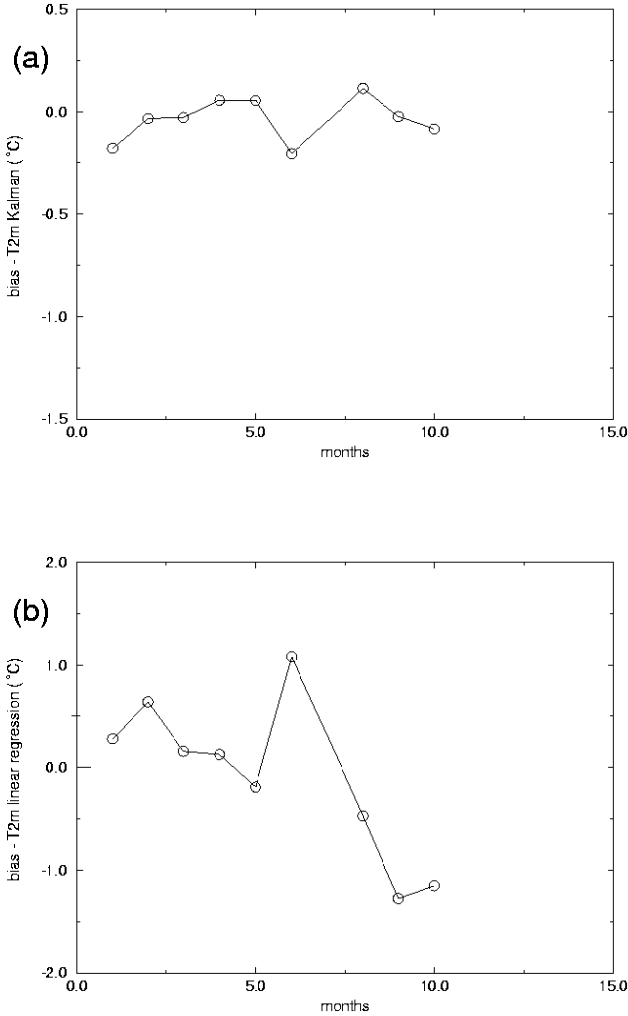 (a)
0.5
0.0
-0.5
-1.0
-1.5
bias - T2m Kalman (°C)
0.0 5.0 10.0 15.0
months
(b)
2.0
1.0
0.0
-1.0
-2.0
bias - T2m linear regression (°C)
0.0 5.0 10.0 15.0
months